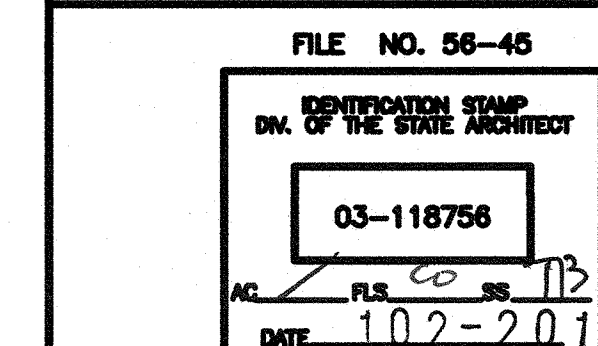 FILE NO. 56-45
IDENTIFICATION STAMP
DIV. OF THE STATE ARCHITECT
03-118756
AC FLS SS
DATE 102-201